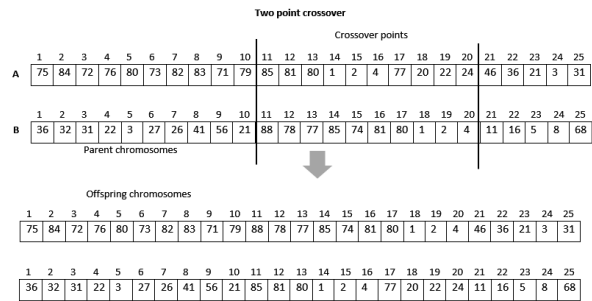 Two point crossover
Crossover points
1 2 3 4 5 6 7 8 9 10 11 12 13 14 15 16 17 18 19 20 21 22 23 24 25
A 75 84 72 76 80 73 82 83 71 79 85 81 80 1 2 4 77 20 22 24 46 36 21 3 31
1 2 3 4 5 6 7 8 9 10 11 12 13 14 15 16 17 18 19 20 21 22 23 24 25
B 36 32 31 22 3 27 26 41 56 21 88 78 77 85 74 81 80 1 2 4 11 16 5 8 68
Parent chromosomes
Offspring chromosomes
1 2 3 4 5 6 7 8 9 10 11 12 13 14 15 16 17 18 19 20 21 22 23 24 25
75 84 72 76 80 73 82 83 71 79 88 78 77 85 74 81 80 1 2 4 46 36 21 3 31
1 2 3 4 5 6 7 8 9 10 11 12 13 14 15 16 17 18 19 20 21 22 23 24 25
36 32 31 22 3 27 26 41 56 21 85 81 80 1 2 4 77 20 22 24 11 16 5 8 68